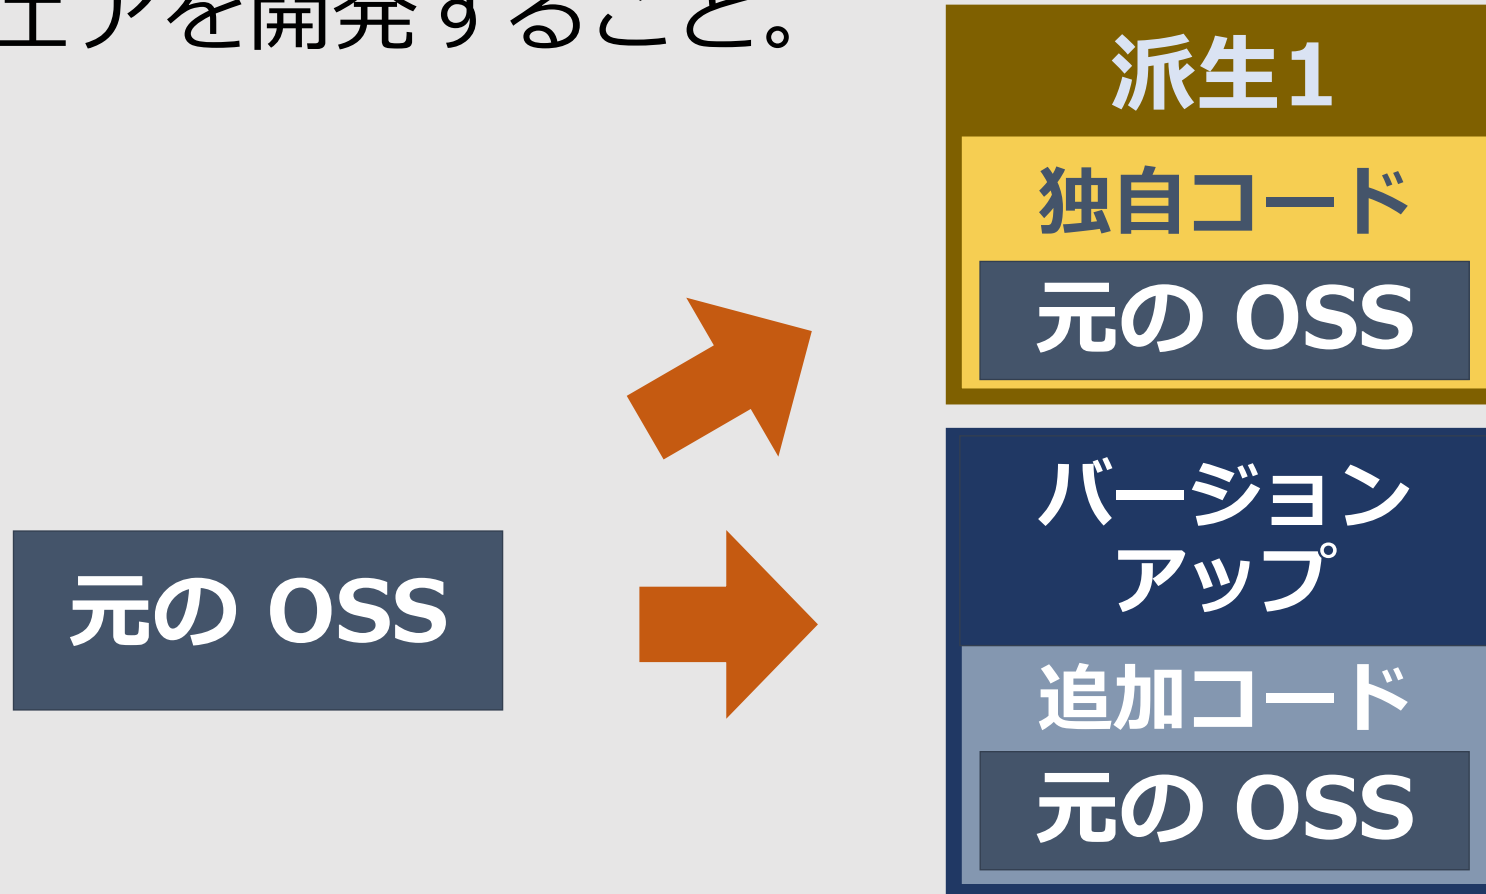 エアを開発すること。
派生1
独自コード
元の OSS
バージョン
アップ
元の OSS
追加コード
元の OSS